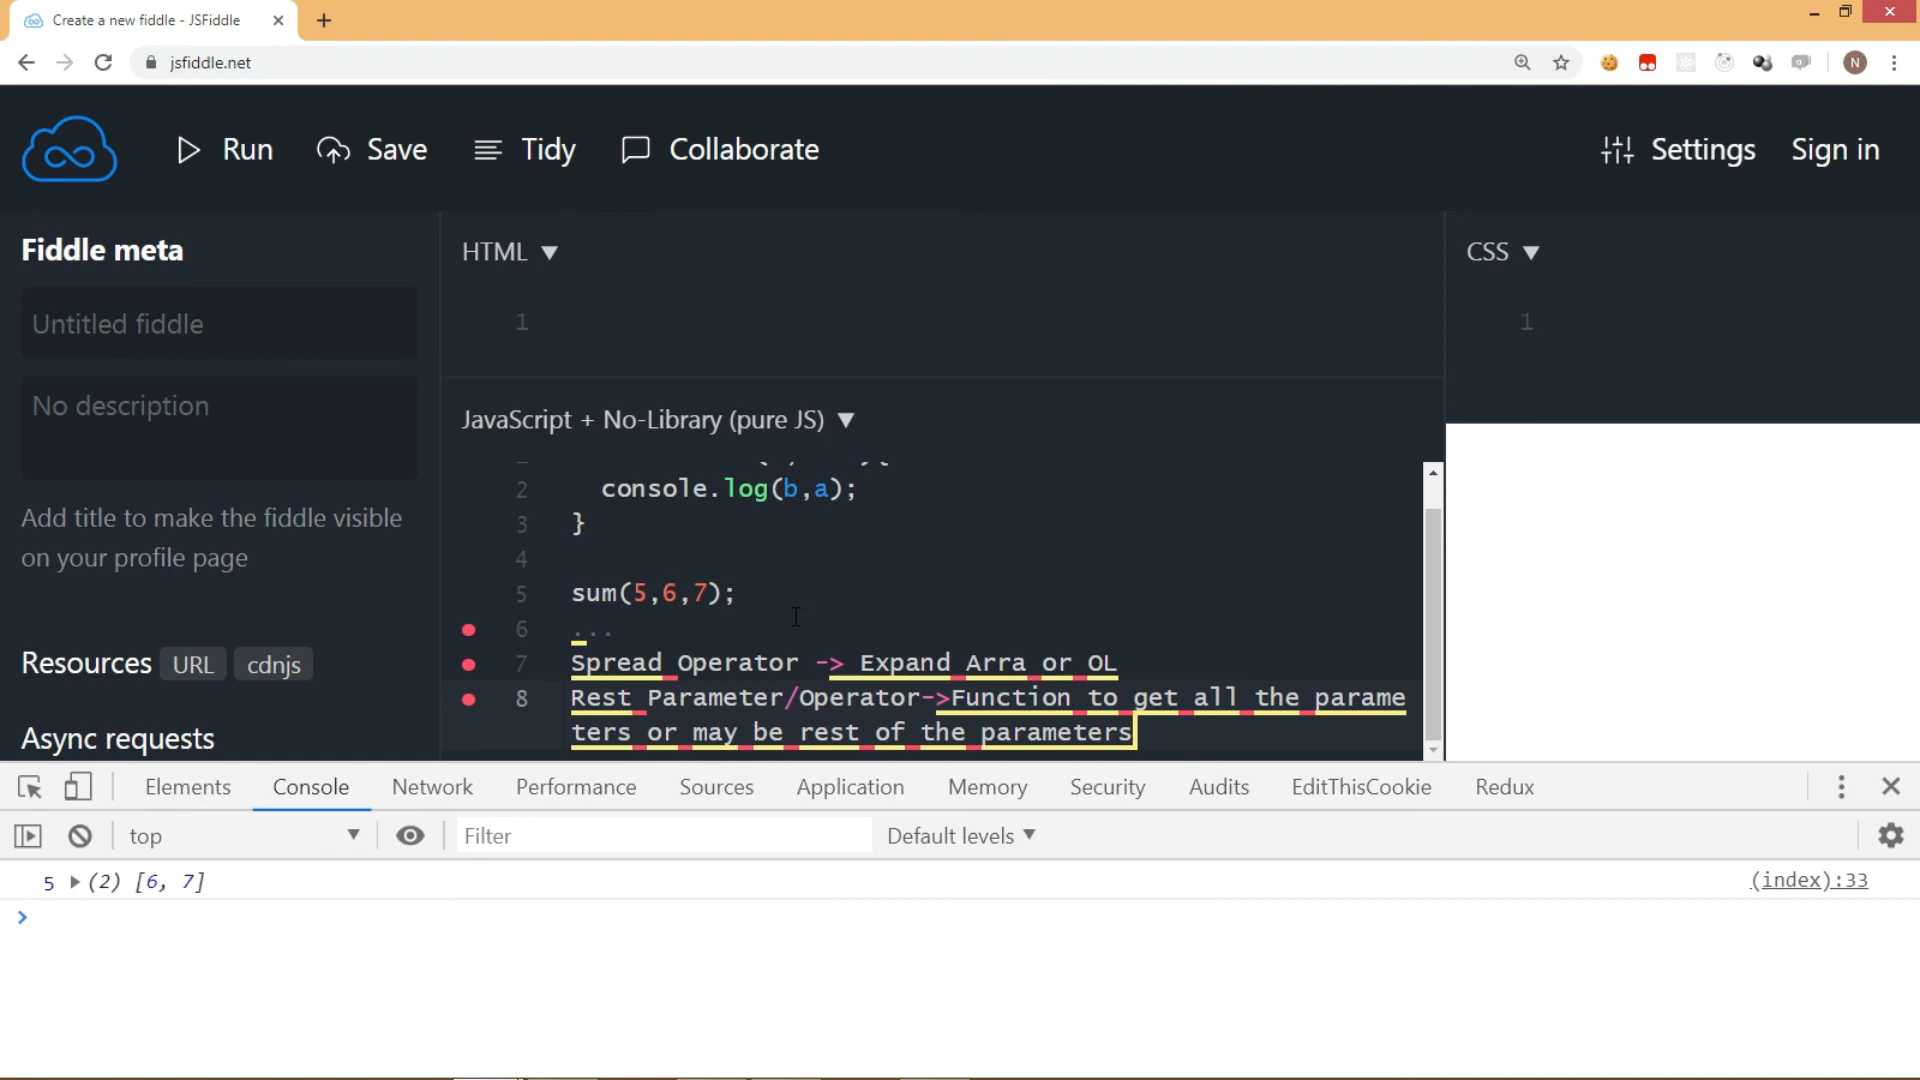 Create a new fiddle - JSFiddle
jsfiddle.net
N
Run
Save
Tidy
Collaborate
Settings
Sign in
Fiddle meta
Untitled fiddle
No description
Add title to make the fiddle visible
on your profile page
Resources URL cdnjs
Async requests
HTML
1
CSS
1
JavaScript + No-Library (pure JS)
2 console.log(b,a);
3 }
4
5 sum(5,6,7);
6 ...
7 Spread Operator -> Expand Arra or OL
8 Rest Parameter/Operator->Function to get all the parame
ters or may be rest of the parameters
Elements Console Network Performance Sources Application Memory Security Audits EditThisCookie Redux
top Filter Default levels
5 (2) [6, 7] (index):33